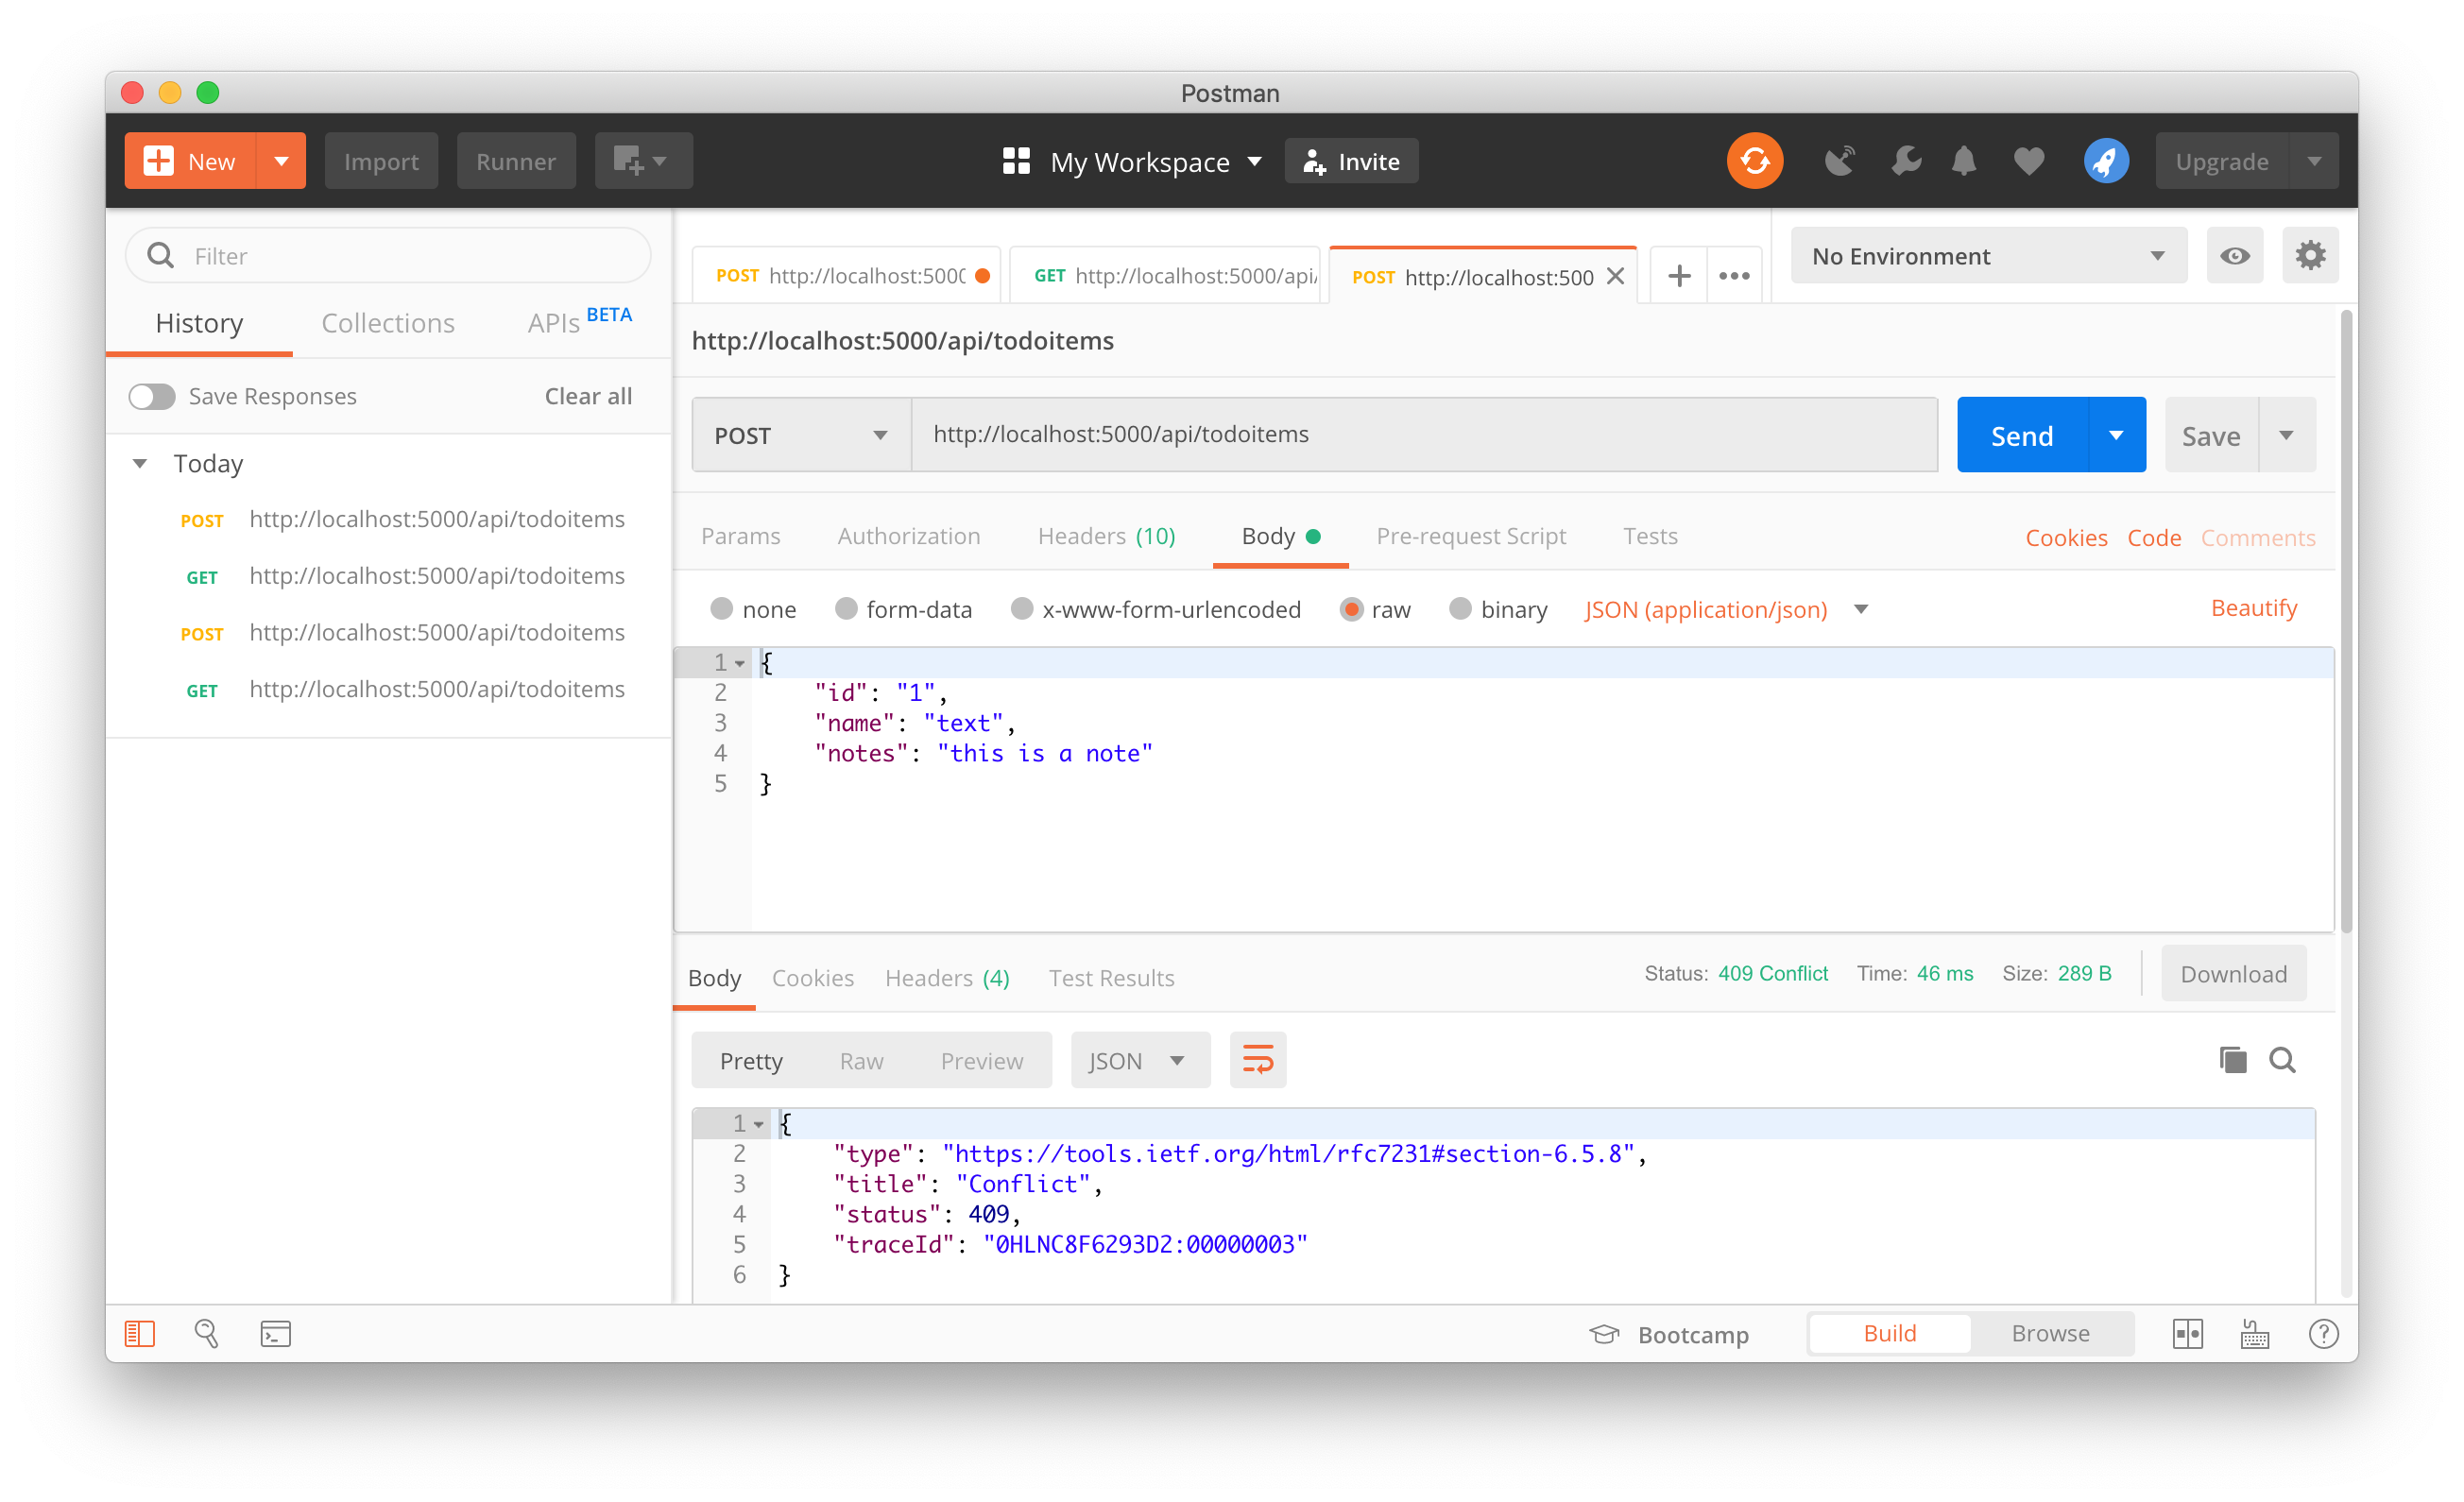 Postman
New Import Runner My Workspace Invite Upgrade
Filter
History Collections APIs BETA
Save Responses Clear all
Today
POST http://localhost:5000/api/todoitems
GET http://localhost:5000/api/todoitems
POST http://localhost:5000/api/todoitems
GET http://localhost:5000/api/todoitems
POST http://localhost:5000 GET http://localhost:5000/api/ POST http://localhost:500 No Environment
http://localhost:5000/api/todoitems
POST http://localhost:5000/api/todoitems Send Save
Params Authorization Headers (10) Body Pre-request Script Tests Cookies Code Comments
none form-data x-www-form-urlencoded raw binary JSON (application/json) Beautify
1 {
2 "id": "1",
3 "name": "text",
4 "notes": "this is a note"
5 }
Body Cookies Headers (4) Test Results Status: 409 Conflict Time: 46 ms Size: 289 B Download
Pretty Raw Preview JSON
1 {
2 "type": "https://tools.ietf.org/html/rfc7231#section-6.5.8",
3 "title": "Conflict",
4 "status": 409,
5 "traceId": "0HLNC8F6293D2:00000003"
6 }
Bootcamp Build Browse